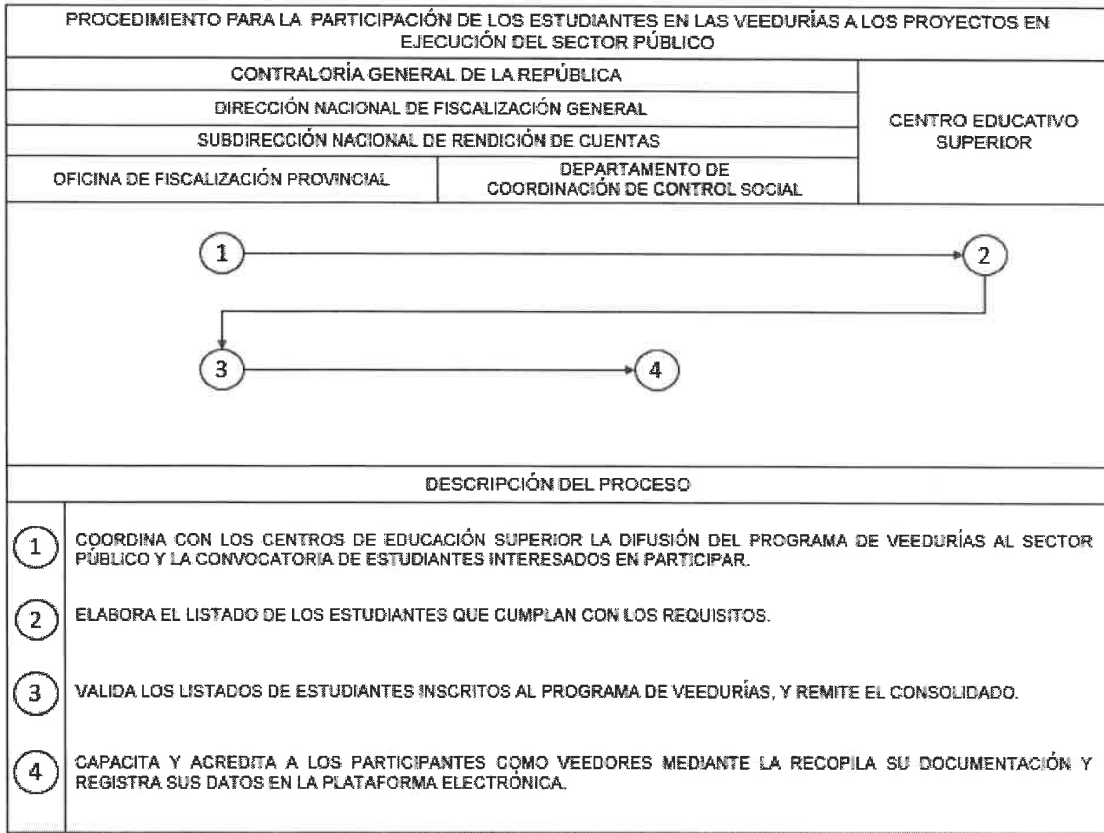 PROCEDIMIENTO PARA LA PARTICIPACIÓN DE LOS ESTUDIANTES EN LAS VEEDURÍAS A LOS PROYECTOS EN
EJECUCIÓN DEL SECTOR PÚBLICO
CONTRALORÍA GENERAL DE LA REPÚBLICA
DIRECCIÓN NACIONAL DE FISCALIZACIÓN GENERAL
SUBDIRECCIÓN NACIONAL DE RENDICIÓN DE CUENTAS
OFICINA DE FISCALIZACIÓN PROVINCIAL
DEPARTAMENTO DE
COORDINACIÓN DE CONTROL SOCIAL
CENTRO EDUCATIVO
SUPERIOR
1
2
3
4
DESCRIPCIÓN DEL PROCESO
1
COORDINA CON LOS CENTROS DE EDUCACIÓN SUPERIOR LA DIFUSIÓN DEL PROGRAMA DE VEEDURÍAS AL SECTOR
PÚBLICO Y LA CONVOCATORIA DE ESTUDIANTES INTERESADOS EN PARTICIPAR.
2
ELABORA EL LISTADO DE LOS ESTUDIANTES QUE CUMPLAN CON LOS REQUISITOS.
3
VALIDA LOS LISTADOS DE ESTUDIANTES INSCRITOS AL PROGRAMA DE VEEDURÍAS, Y REMITE EL CONSOLIDADO.
4
CAPACITA Y ACREDITA A LOS PARTICIPANTES COMO VEEDORES MEDIANTE LA RECOPILA SU DOCUMENTACIÓN Y
REGISTRA SUS DATOS EN LA PLATAFORMA ELECTRÓNICA.